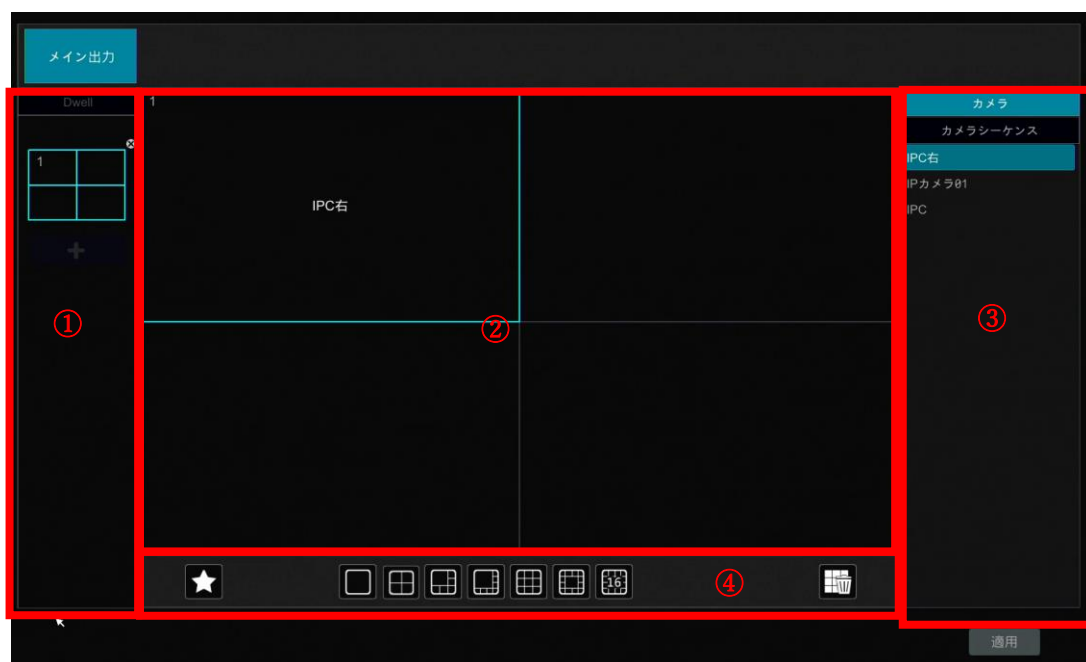 メイン出力
Dwell
1
①
1
IPC右
②
カメラ
カメラシーケンス
IPC右
IPカメラ01
IPC
③
16
④
適用